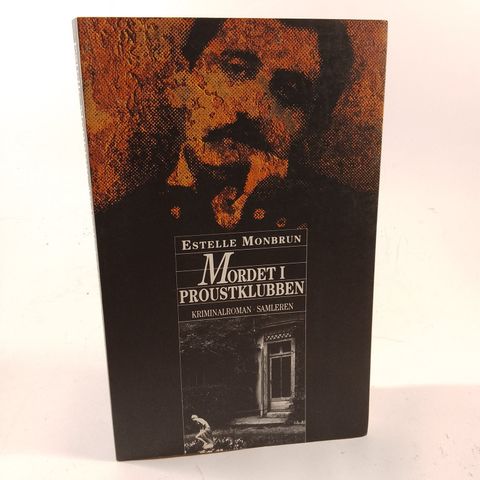 ESTELLE MONBRUN
MORDET I
PROUSTKLUBBEN
KRIMINALROMAN · SAMLEREN